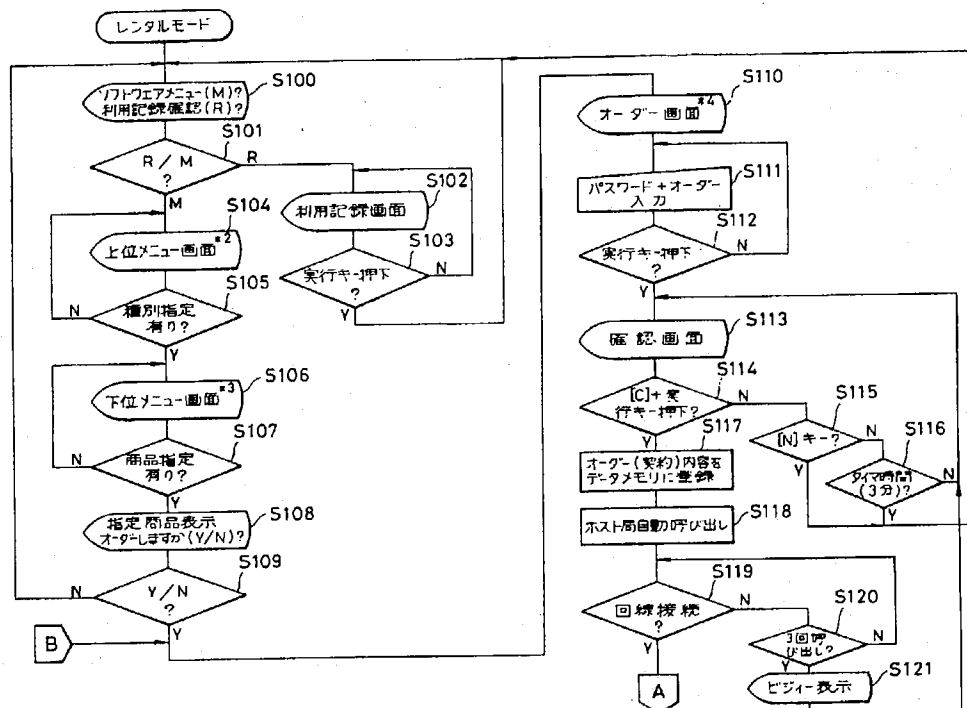 レンタルモード
S100
ソフトウェアメニュー(M)?
利用記録確認(R)?
S101
R/M
?
R
M
S102
利用記録画面
S103
実行キー押下
?
N
Y
S104
上位メニュー画面*2
S105
種別指定
有り?
N
Y
S106
下位メニュー画面*3
S107
商品指定
有り?
N
Y
S108
指定商品表示
オーダーしますか(Y/N)?
S109
Y/N
?
N
Y
B
S110
オーダー画面*4
S111
パスワード+オーダー
入力
S112
実行キー押下
?
N
Y
S113
確認画面
S114
[C]+実
行キー押下?
N
Y
S115
[N]キー?
N
Y
S116
タイマ時間
(3分)?
N
Y
S117
オーダー(契約)内容を
データメモリに登録
S118
ホスト局自動呼び出し
S119
回線接続
?
N
Y
S120
3回呼
び出し?
N
Y
S121
ビジィー表示
A